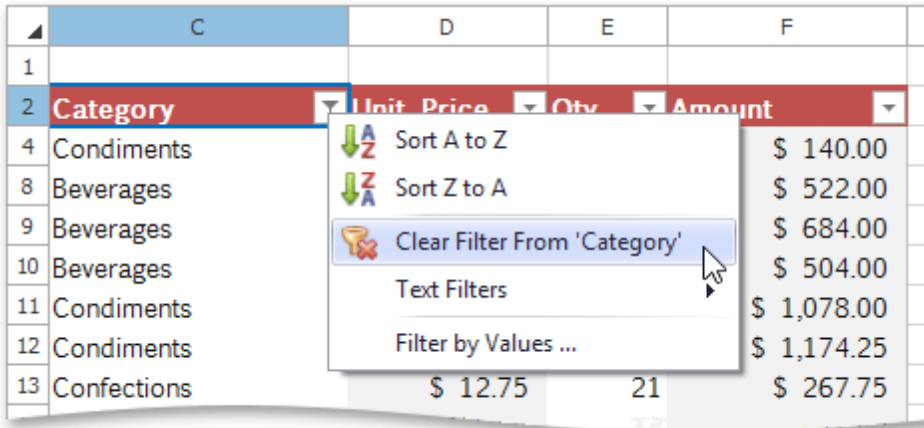 C D E F
1
2 Category Unit Price Qty Amount
4 Condiments $ 140.00
8 Beverages $ 522.00
9 Beverages $ 684.00
10 Beverages $ 504.00
11 Condiments $ 1,078.00
12 Condiments $ 1,174.25
13 Confections $ 12.75 21 $ 267.75
Sort A to Z
Sort Z to A
Clear Filter From 'Category'
Text Filters
Filter by Values ...